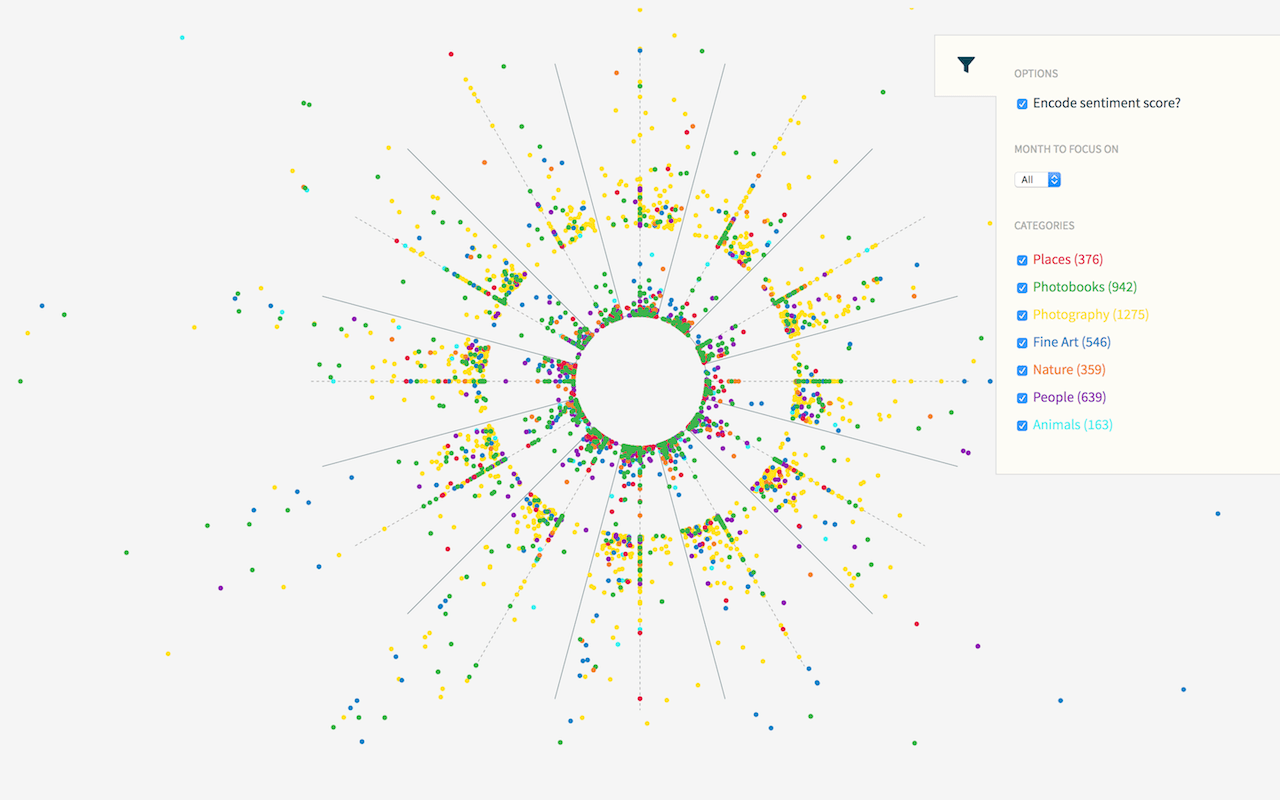 OPTIONS
Encode sentiment score?
MONTH TO FOCUS ON
All
CATEGORIES
Places (376)
Photobooks (942)
Photography (1275)
Fine Art (546)
Nature (359)
People (639)
Animals (163)